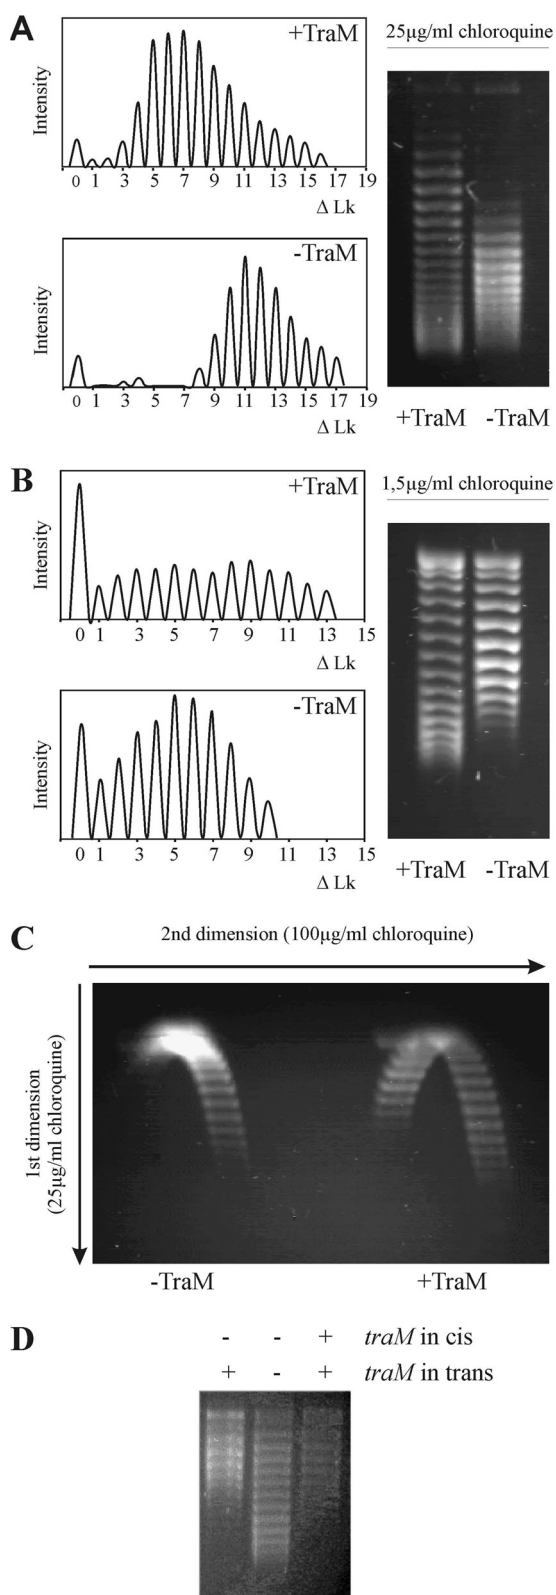 A
+TraM
25µg/ml chloroquine
Intensity
0 1 3 5 7 9 11 13 15 17 19
Δ Lk
-TraM
Intensity
0 1 3 5 7 9 11 13 15 17 19
Δ Lk
+TraM -TraM
B
+TraM
1,5µg/ml chloroquine
Intensity
0 1 3 5 7 9 11 13 15
Δ Lk
-TraM
Intensity
0 1 3 5 7 9 11 13 15
Δ Lk
+TraM -TraM
C
2nd dimension (100µg/ml chloroquine)
1st dimension
(25µg/ml chloroquine)
-TraM +TraM
D
- - + traM in cis
+ - + traM in trans